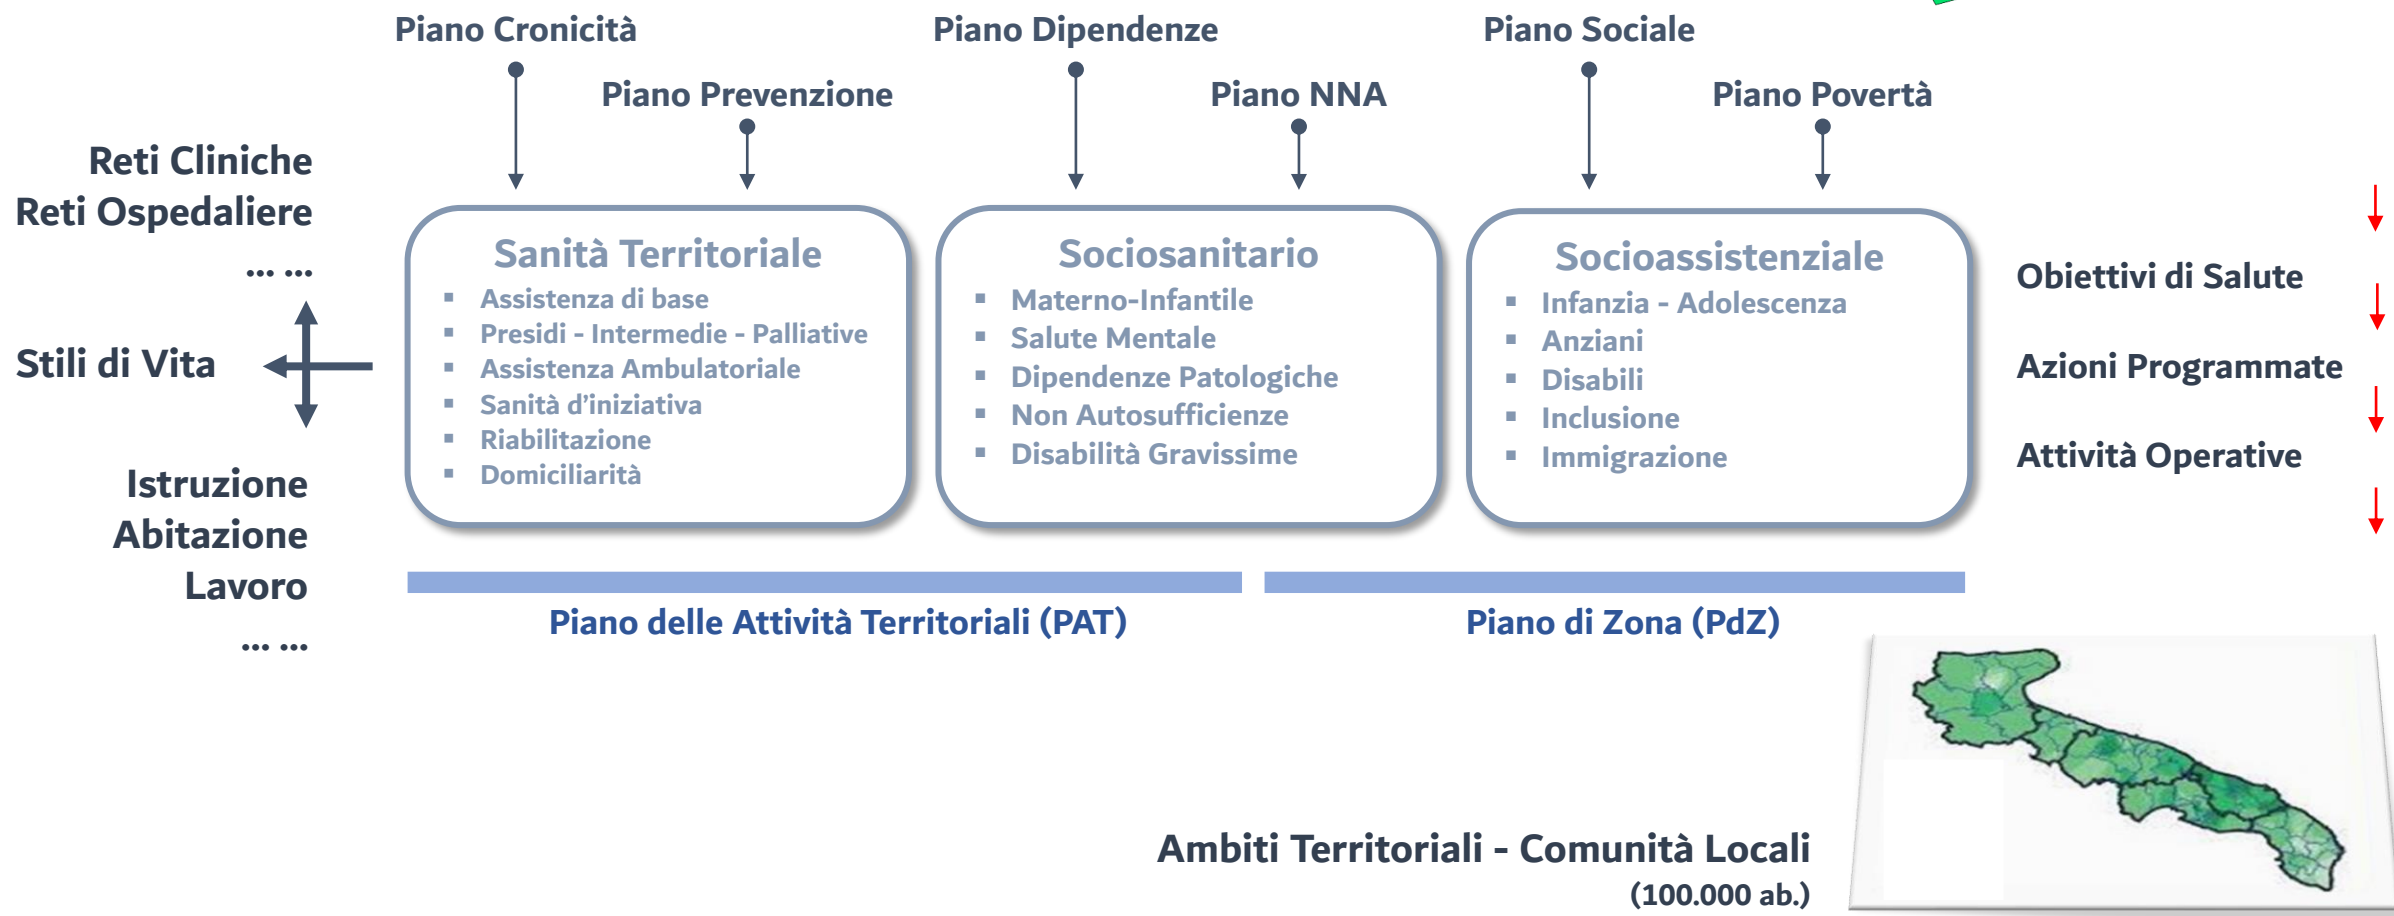 Piano Cronicità
Piano Dipendenze
Piano Sociale
Piano Prevenzione
Piano NNA
Piano Povertà
Reti Cliniche
Reti Ospedaliere
... ...
Stili di Vita
Istruzione
Abitazione
Lavoro
... ...
Sanità Territoriale
▪ Assistenza di base
▪ Presidi - Intermedie - Palliative
▪ Assistenza Ambulatoriale
▪ Sanità d'iniziativa
▪ Riabilitazione
▪ Domiciliarità
Sociosanitario
▪ Materno-Infantile
▪ Salute Mentale
▪ Dipendenze Patologiche
▪ Non Autosufficienze
▪ Disabilità Gravissime
Socioassistenziale
▪ Infanzia - Adolescenza
▪ Anziani
▪ Disabili
▪ Inclusione
▪ Immigrazione
Obiettivi di Salute
Azioni Programmate
Attività Operative
Piano delle Attività Territoriali (PAT)
Piano di Zona (PdZ)
Ambiti Territoriali - Comunità Locali
(100.000 ab.)